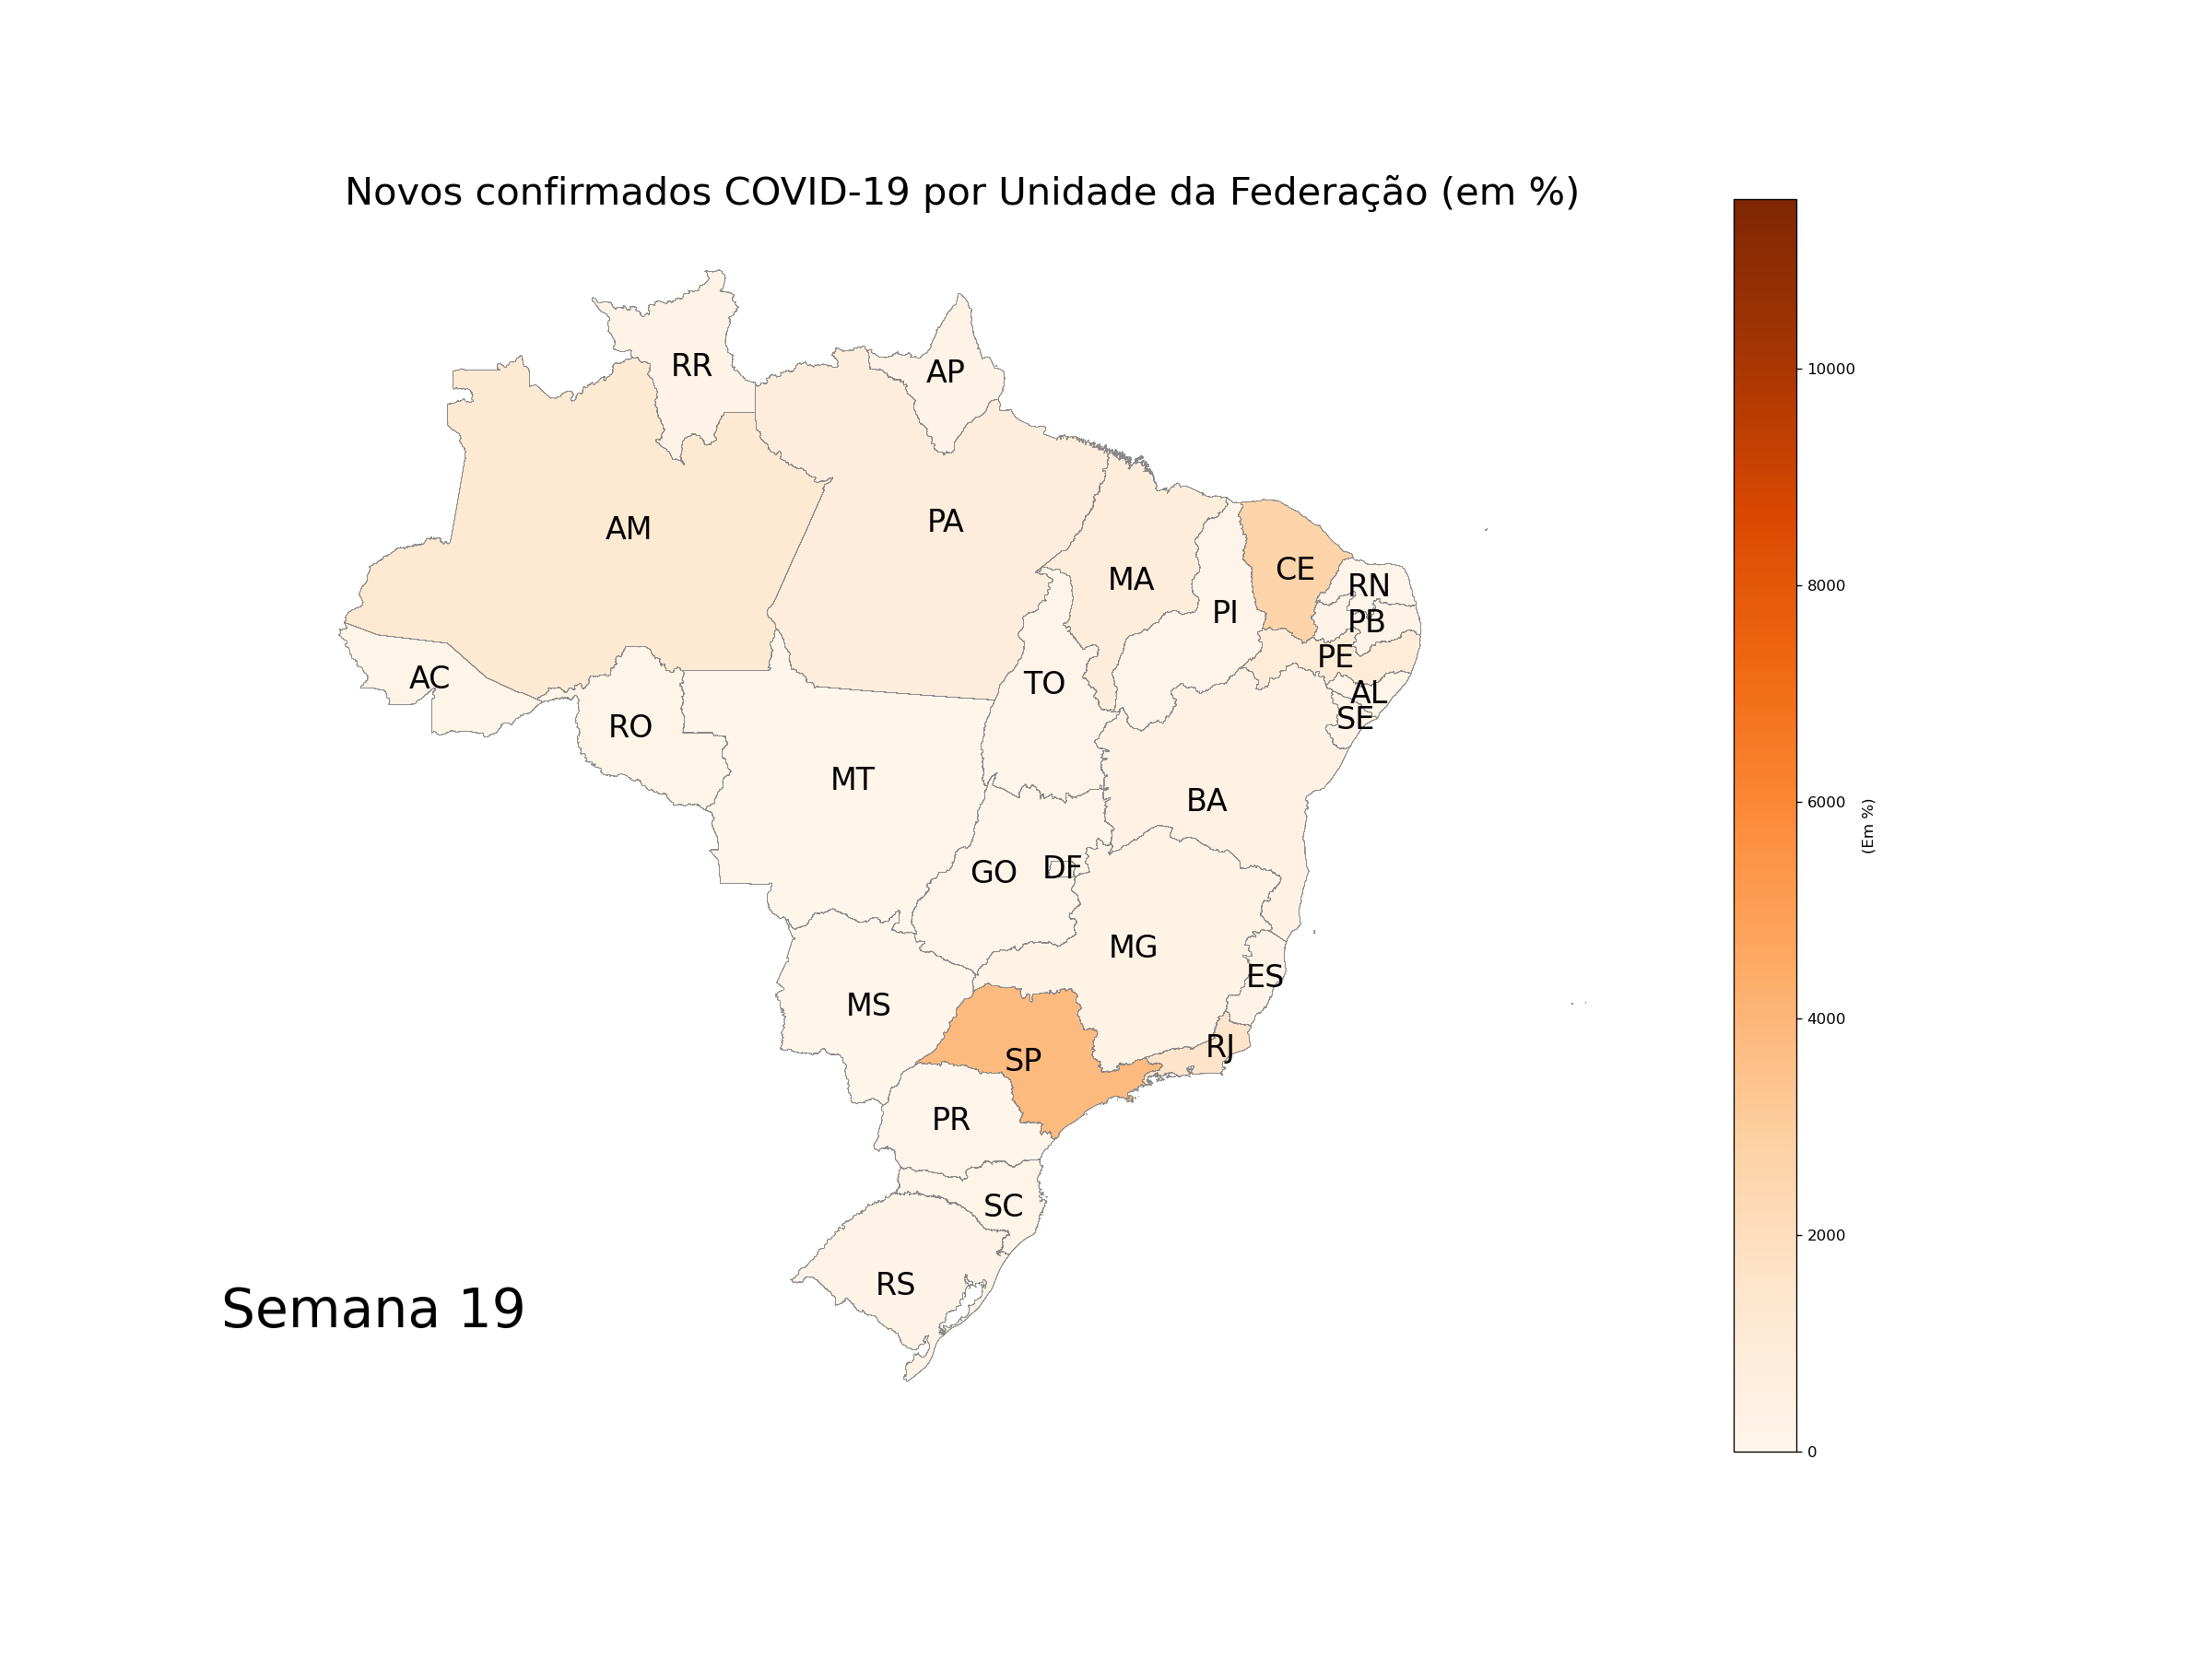 Novos confirmados COVID-19 por Unidade da Federação (em %)
RR
AP
10000
AM
PA
MA
CE
RN
8000
PI
PB
PE
AC
TO
AL
SE
RO
MT
BA
6000
(Em %)
GO
DF
MG
ES
MS
4000
RJ
SP
PR
SC
2000
RS
Semana 19
0